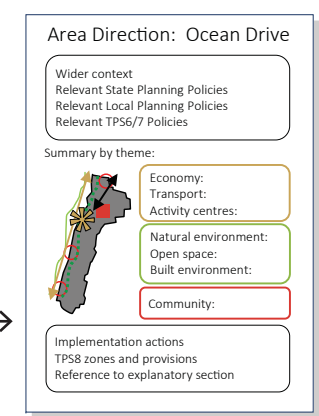 Area Direction: Ocean Drive
Wider context
Relevant State Planning Policies
Relevant Local Planning Policies
Relevant TPS6/7 Policies
Summary by theme:
Economy:
Transport:
Activity centres:
Natural environment:
Open space:
Built environment:
Community:
Implementation actions
TPS8 zones and provisions
Reference to explanatory section